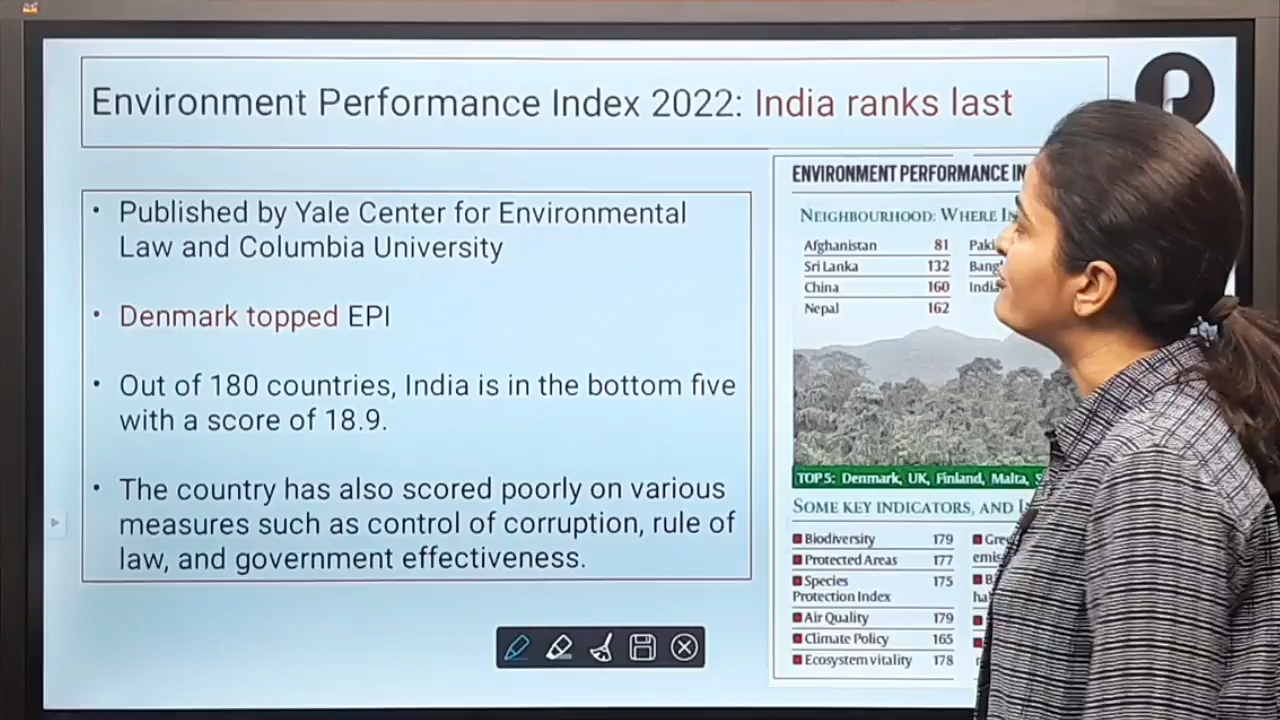 Environment Performance Index 2022: India ranks last
• Published by Yale Center for Environmental
Law and Columbia University
• Denmark topped EPI
• Out of 180 countries, India is in the bottom five
with a score of 18.9.
• The country has also scored poorly on various
measures such as control of corruption, rule of
law, and government effectiveness.
ENVIRONMENT PERFORMANCE
NEIGHBOURHOOD: WHERE
Afghanistan 81
Sri Lanka 132
China 160
Nepal 162
TOP 5: Denmark, UK, Finland, Malta,
SOME KEY INDICATORS, AND
Biodiversity 179
Protected Areas 177
Species 175
Protection Index
Air Quality 179
Climate Policy 165
Ecosystem vitality 178